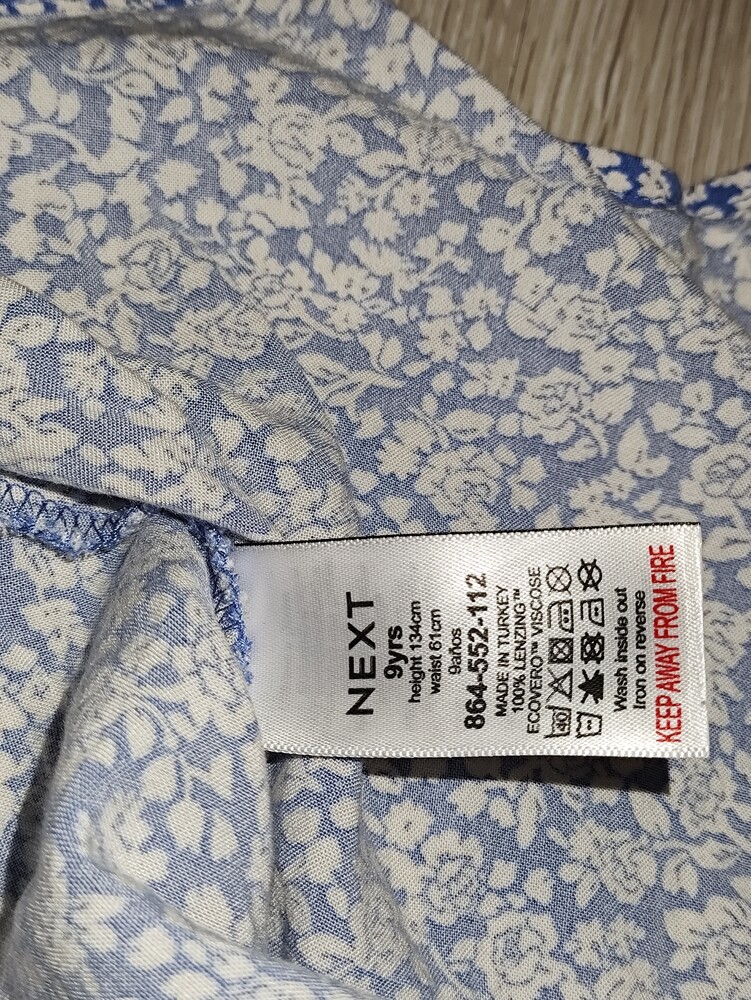 NEXT
9yrs
height 134cm
waist 61cm
9años
864-552-112
MADE IN TURKEY
100% LENZING™
ECOVERO™ VISCOSE
40
Wash inside out
Iron on reverse
KEEP AWAY FROM FIRE